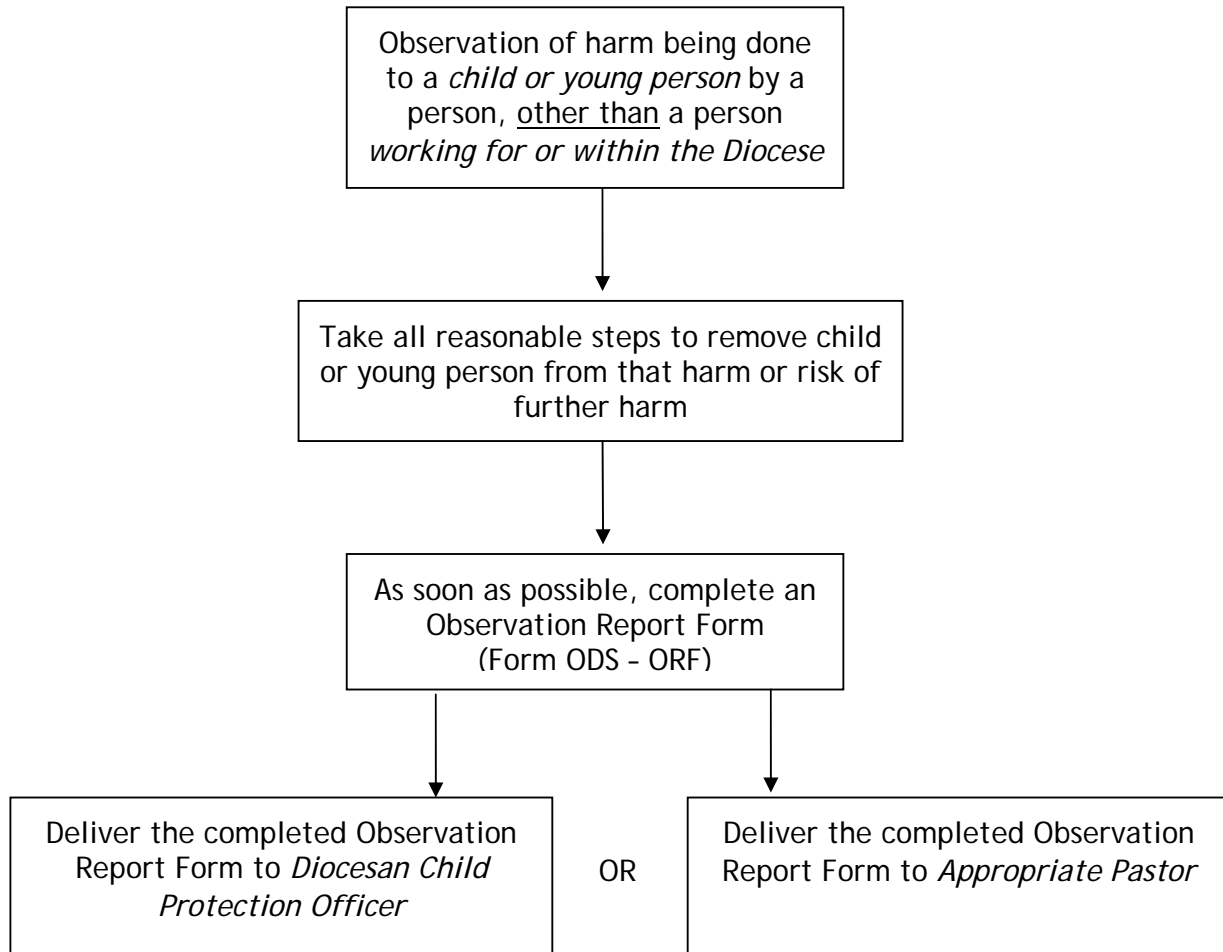 Observation of harm being done
to a child or young person by a
person, other than a person
working for or within the Diocese
Take all reasonable steps to remove child
or young person from that harm or risk of
further harm
As soon as possible, complete an
Observation Report Form
(Form ODS – ORF)
Deliver the completed Observation
Report Form to Diocesan Child
Protection Officer
OR
Deliver the completed Observation
Report Form to Appropriate Pastor